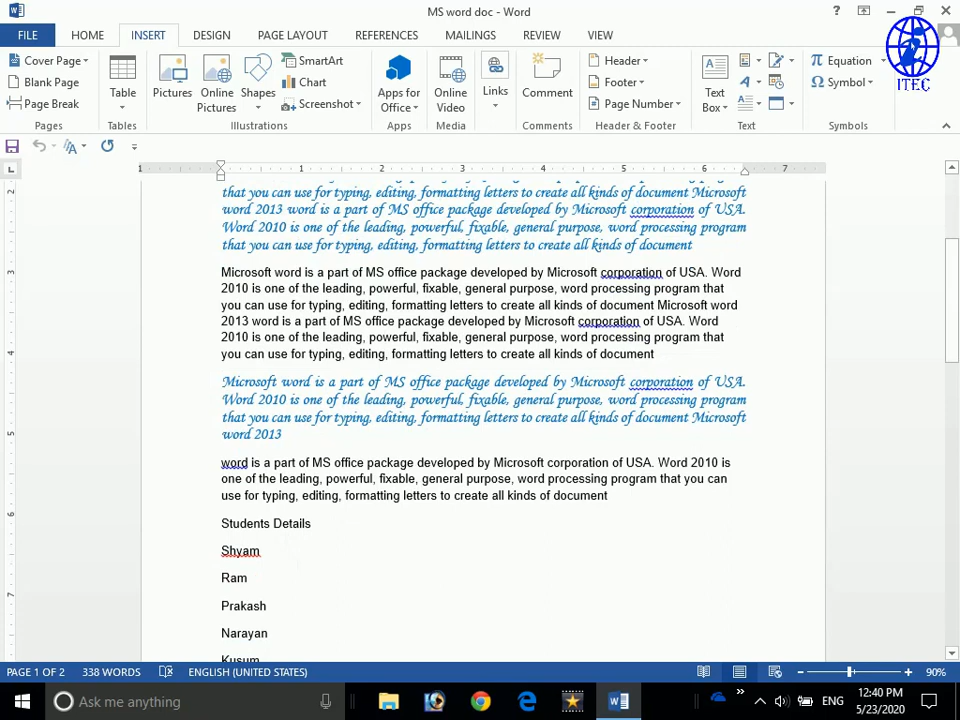 MS word doc - Word
FILE HOME INSERT DESIGN PAGE LAYOUT REFERENCES MAILINGS REVIEW VIEW
Cover Page
Blank Page
Page Break
Pages
Table
Tables
Pictures
Online Pictures
Shapes
SmartArt
Chart
Screenshot
Illustrations
Apps for Office
Apps
Online Video
Media
Links
Comment
Comments
Header
Footer
Page Number
Header & Footer
Text Box
Text
Equation
Symbol
Symbols
ITEC
1 1 2 3 4 5 6 7
2
3
4
5
6
7
that you can use for typing, editing, formatting letters to create all kinds of document Microsoft
word 2013 word is a part of MS office package developed by Microsoft corporation of USA.
Word 2010 is one of the leading, powerful, fixable, general purpose, word processing program
that you can use for typing, editing, formatting letters to create all kinds of document
Microsoft word is a part of MS office package developed by Microsoft corporation of USA. Word
2010 is one of the leading, powerful, fixable, general purpose, word processing program that
you can use for typing, editing, formatting letters to create all kinds of document Microsoft word
2013 word is a part of MS office package developed by Microsoft corporation of USA. Word
2010 is one of the leading, powerful, fixable, general purpose, word processing program that
you can use for typing, editing, formatting letters to create all kinds of document
Microsoft word is a part of MS office package developed by Microsoft corporation of USA.
Word 2010 is one of the leading, powerful, fixable, general purpose, word processing program
that you can use for typing, editing, formatting letters to create all kinds of document Microsoft
word 2013
word is a part of MS office package developed by Microsoft corporation of USA. Word 2010 is
one of the leading, powerful, fixable, general purpose, word processing program that you can
use for typing, editing, formatting letters to create all kinds of document
Students Details
Shyam
Ram
Prakash
Narayan
Kusum
PAGE 1 OF 2 338 WORDS ENGLISH (UNITED STATES) 90%
Ask me anything
ENG
12:40 PM
5/23/2020